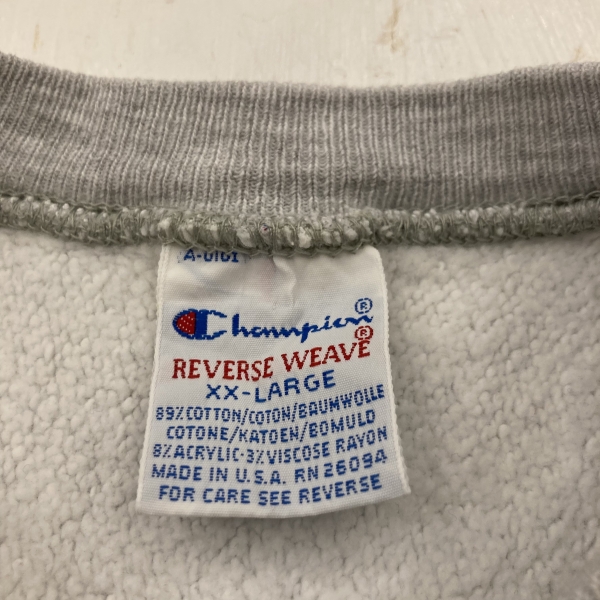 A-0101
Champion®
REVERSE WEAVE®
XX-LARGE
89% COTTON/COTON/BAUMWOLLE
COTONE/KATOEN/BOMULD
8% ACRYLIC-3% VISCOSE RAYON
MADE IN U.S.A. RN 26094
FOR CARE SEE REVERSE